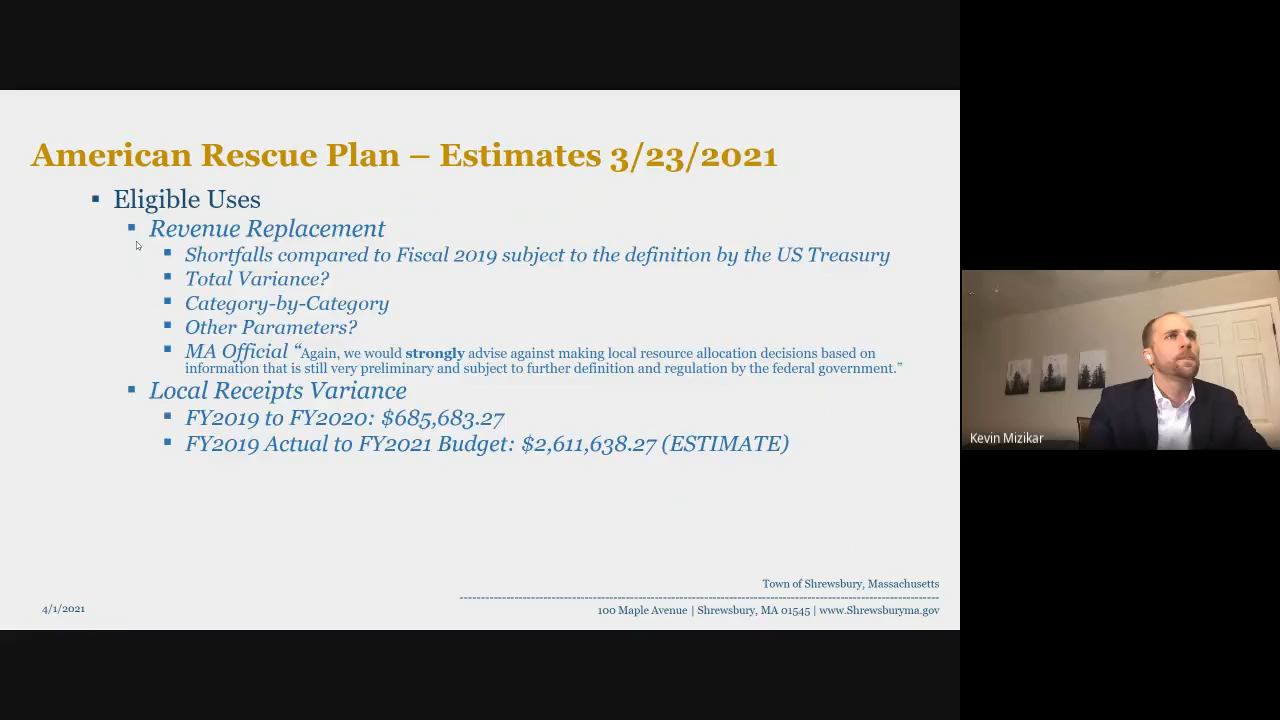 American Rescue Plan – Estimates 3/23/2021
Eligible Uses
Revenue Replacement
Shortfalls compared to Fiscal 2019 subject to the definition by the US Treasury
Total Variance?
Category-by-Category
Other Parameters?
MA Official “Again, we would strongly advise against making local resource allocation decisions based on
information that is still very preliminary and subject to further definition and regulation by the federal government.”
Local Receipts Variance
FY2019 to FY2020: $685,683.27
FY2019 Actual to FY2021 Budget: $2,611,638.27 (ESTIMATE)
Town of Shrewsbury, Massachusetts
4/1/2021
100 Maple Avenue | Shrewsbury, MA 01545 | www.Shrewsburyma.gov
Kevin Mizikar